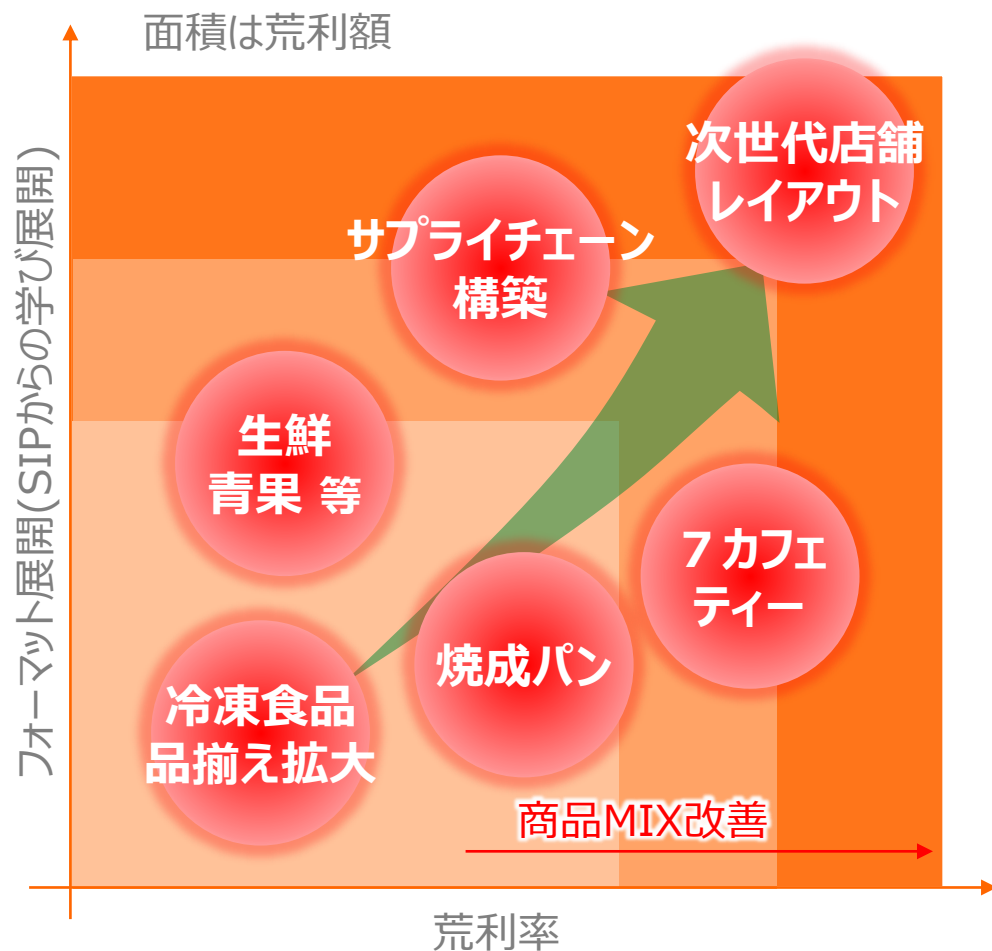 面積は荒利額
フォーマット展開(SIPからの学び展開)
次世代店舗
レイアウト
サプライチェーン
構築
生鮮
青果 等
7カフェ
ティー
焼成パン
冷凍食品
品揃え拡大
商品MIX改善
荒利率